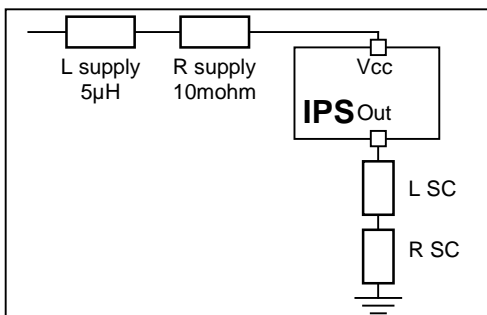 L supply
5µH
R supply
10mohm
Vcc
IPS Out
L SC
R SC